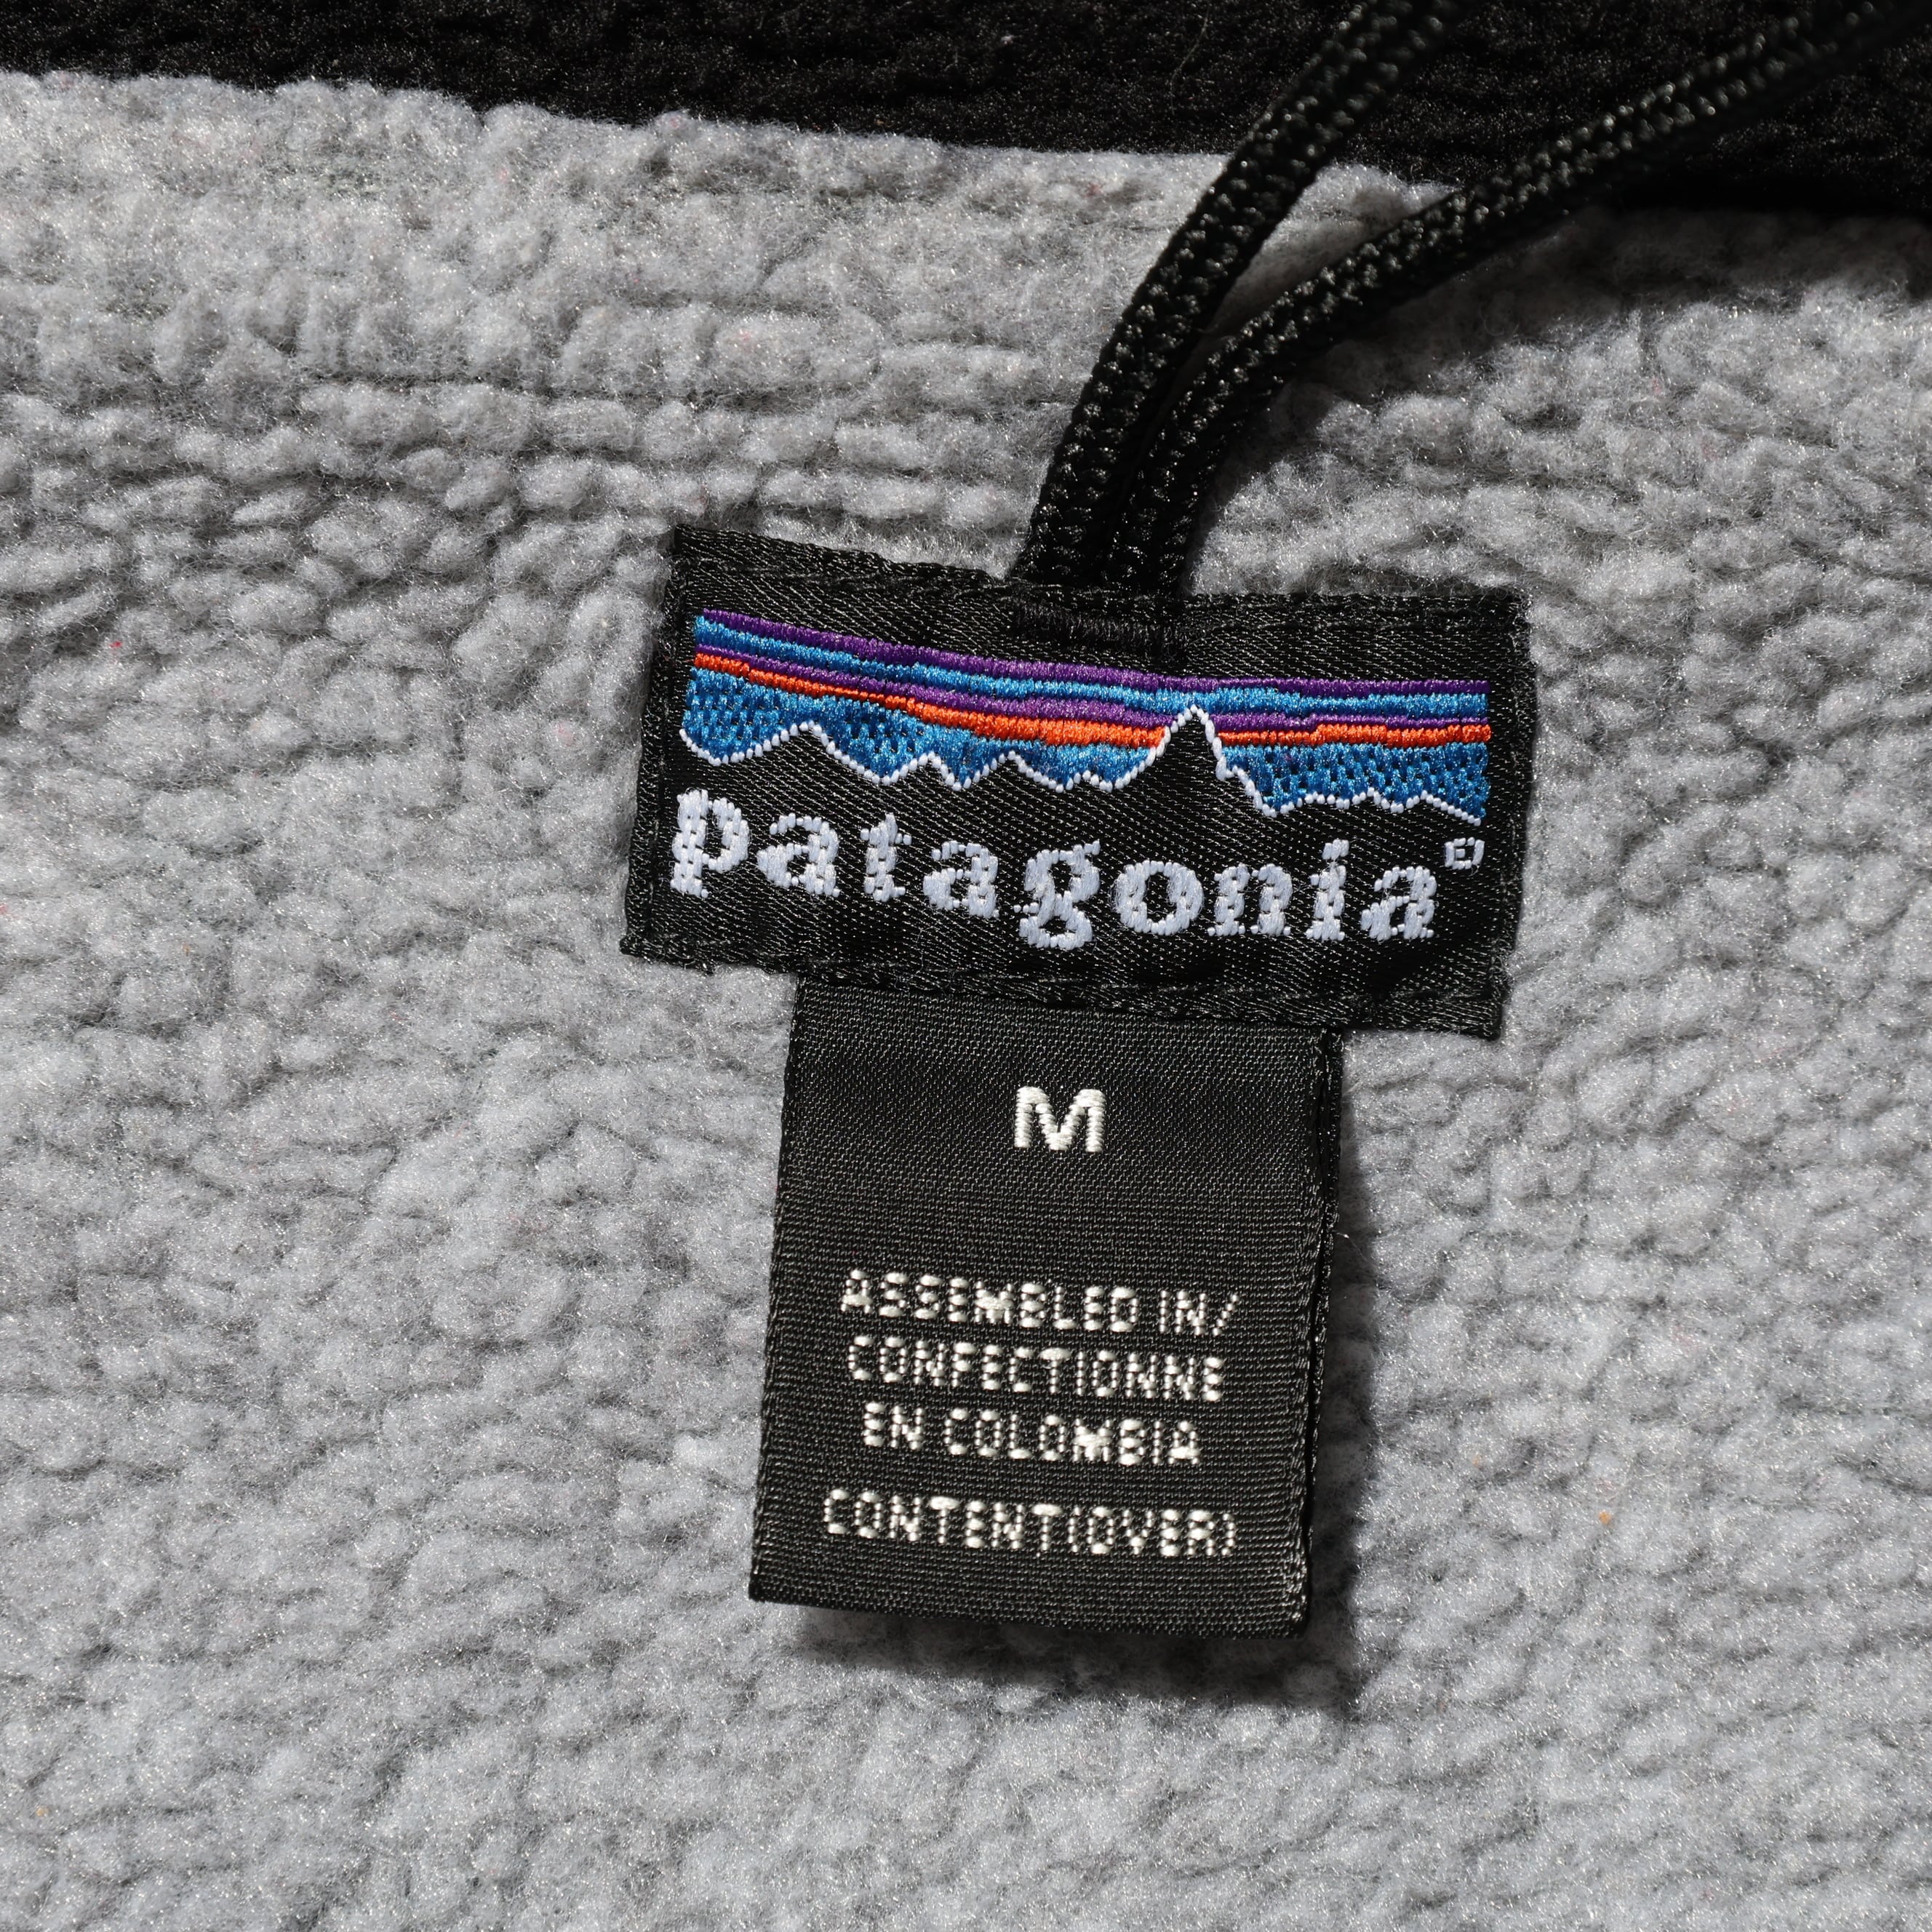 patagonia®
M
ASSEMBLED IN/
CONFECTIONNE
EN COLOMBIA
CONTENT(OVER)